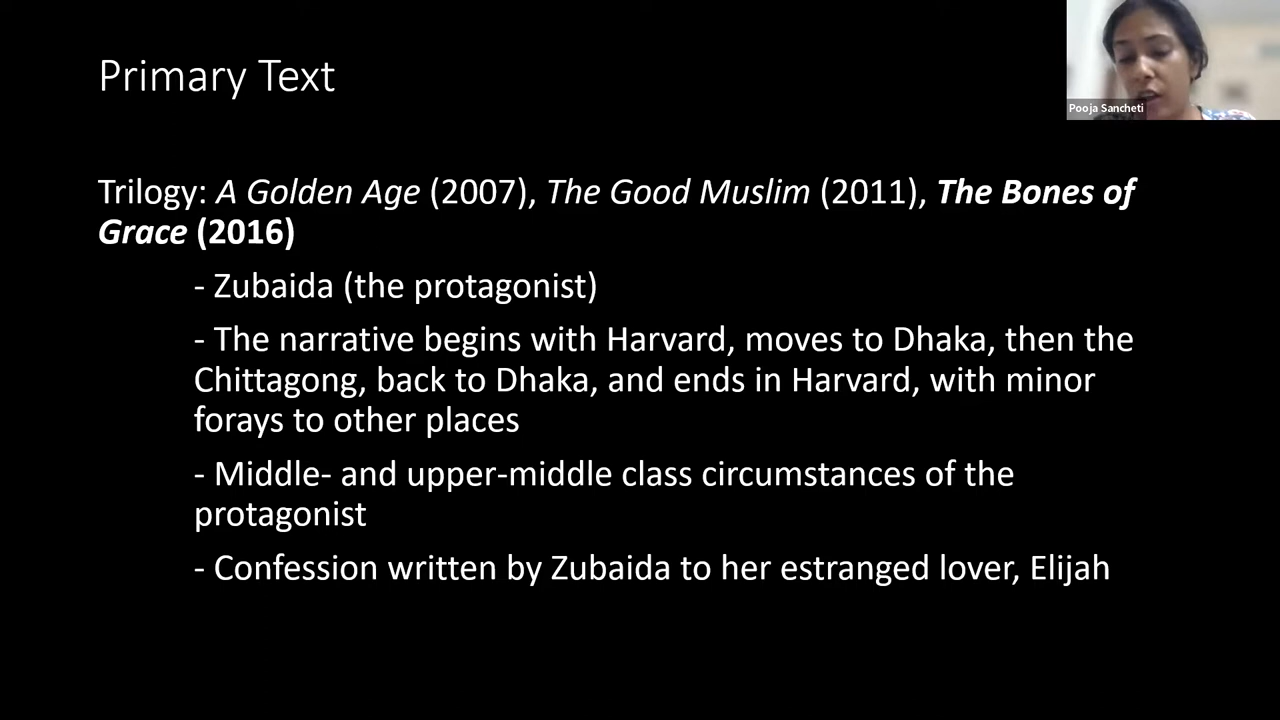 Primary Text
Pooja Sancheti
Trilogy: A Golden Age (2007), The Good Muslim (2011), The Bones of
Grace (2016)
- Zubaida (the protagonist)
- The narrative begins with Harvard, moves to Dhaka, then the
Chittagong, back to Dhaka, and ends in Harvard, with minor
forays to other places
- Middle- and upper-middle class circumstances of the
protagonist
- Confession written by Zubaida to her estranged lover, Elijah